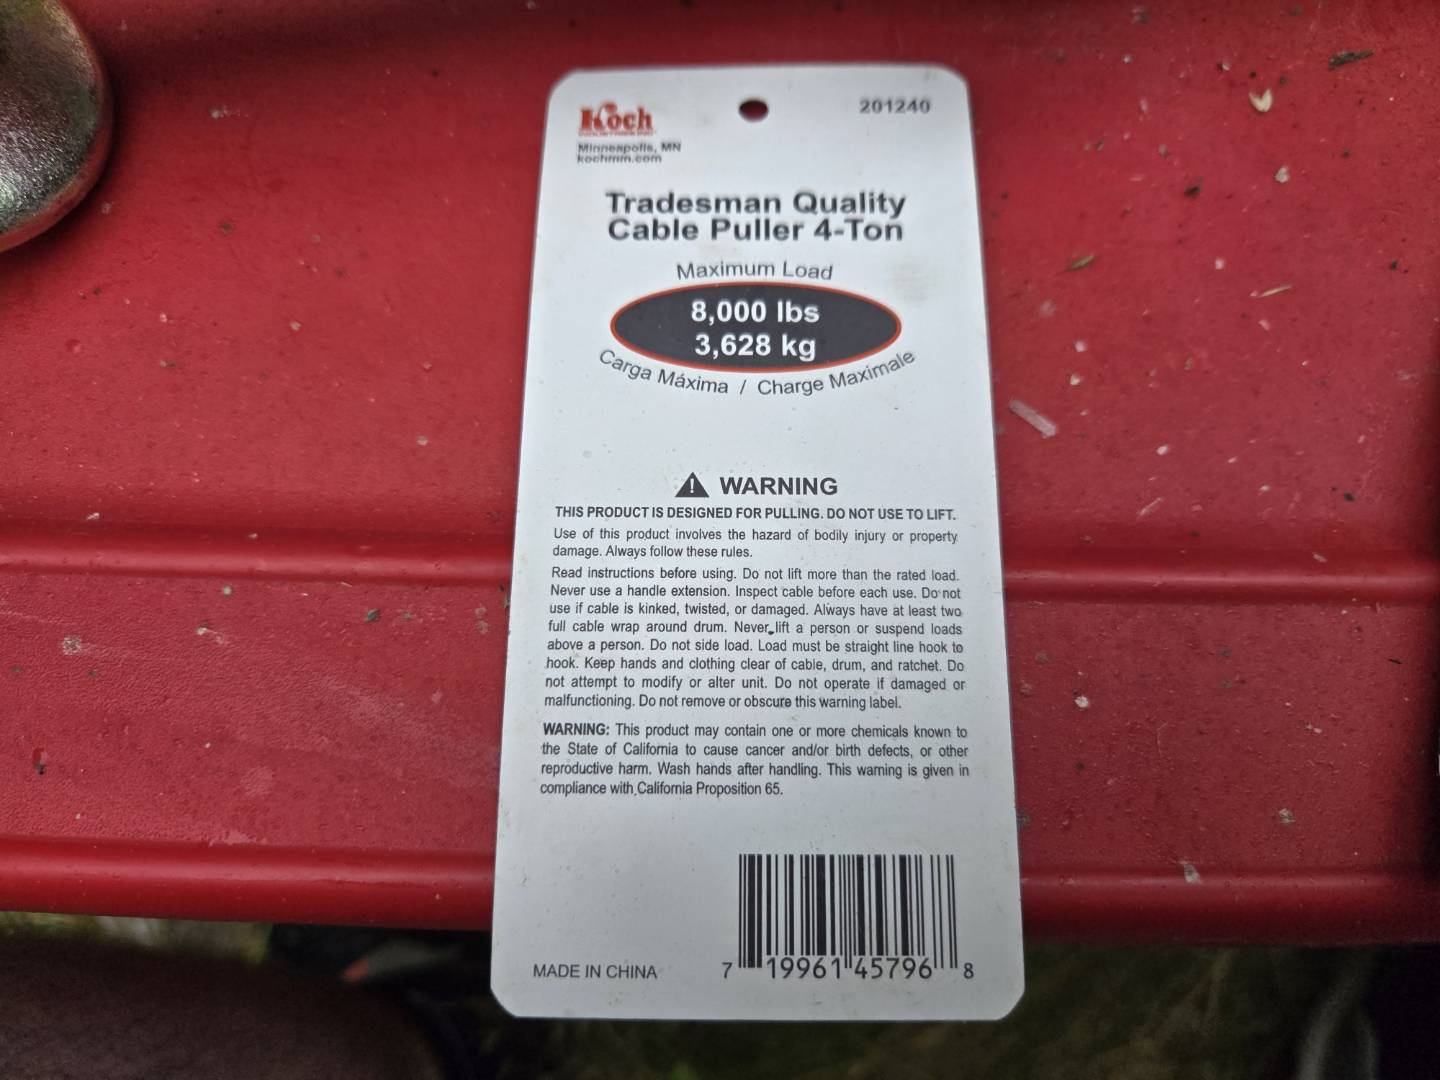 Koch
INDUSTRIES INC
201240
Minneapolis, MN
kochmm.com
Tradesman Quality
Cable Puller 4-Ton
Maximum Load
8,000 lbs
3,628 kg
Carga Máxima / Charge Maximale
WARNING
THIS PRODUCT IS DESIGNED FOR PULLING. DO NOT USE TO LIFT.
Use of this product involves the hazard of bodily injury or property
damage. Always follow these rules.
Read instructions before using. Do not lift more than the rated load.
Never use a handle extension. Inspect cable before each use. Do not
use if cable is kinked, twisted, or damaged. Always have at least two
full cable wrap around drum. Never lift a person or suspend loads
above a person. Do not side load. Load must be straight line hook to
hook. Keep hands and clothing clear of cable, drum, and ratchet. Do
not attempt to modify or alter unit. Do not operate if damaged or
malfunctioning. Do not remove or obscure this warning label.
WARNING: This product may contain one or more chemicals known to
the State of California to cause cancer and/or birth defects, or other
reproductive harm. Wash hands after handling. This warning is given in
compliance with California Proposition 65.
MADE IN CHINA
7 19961 45796 8